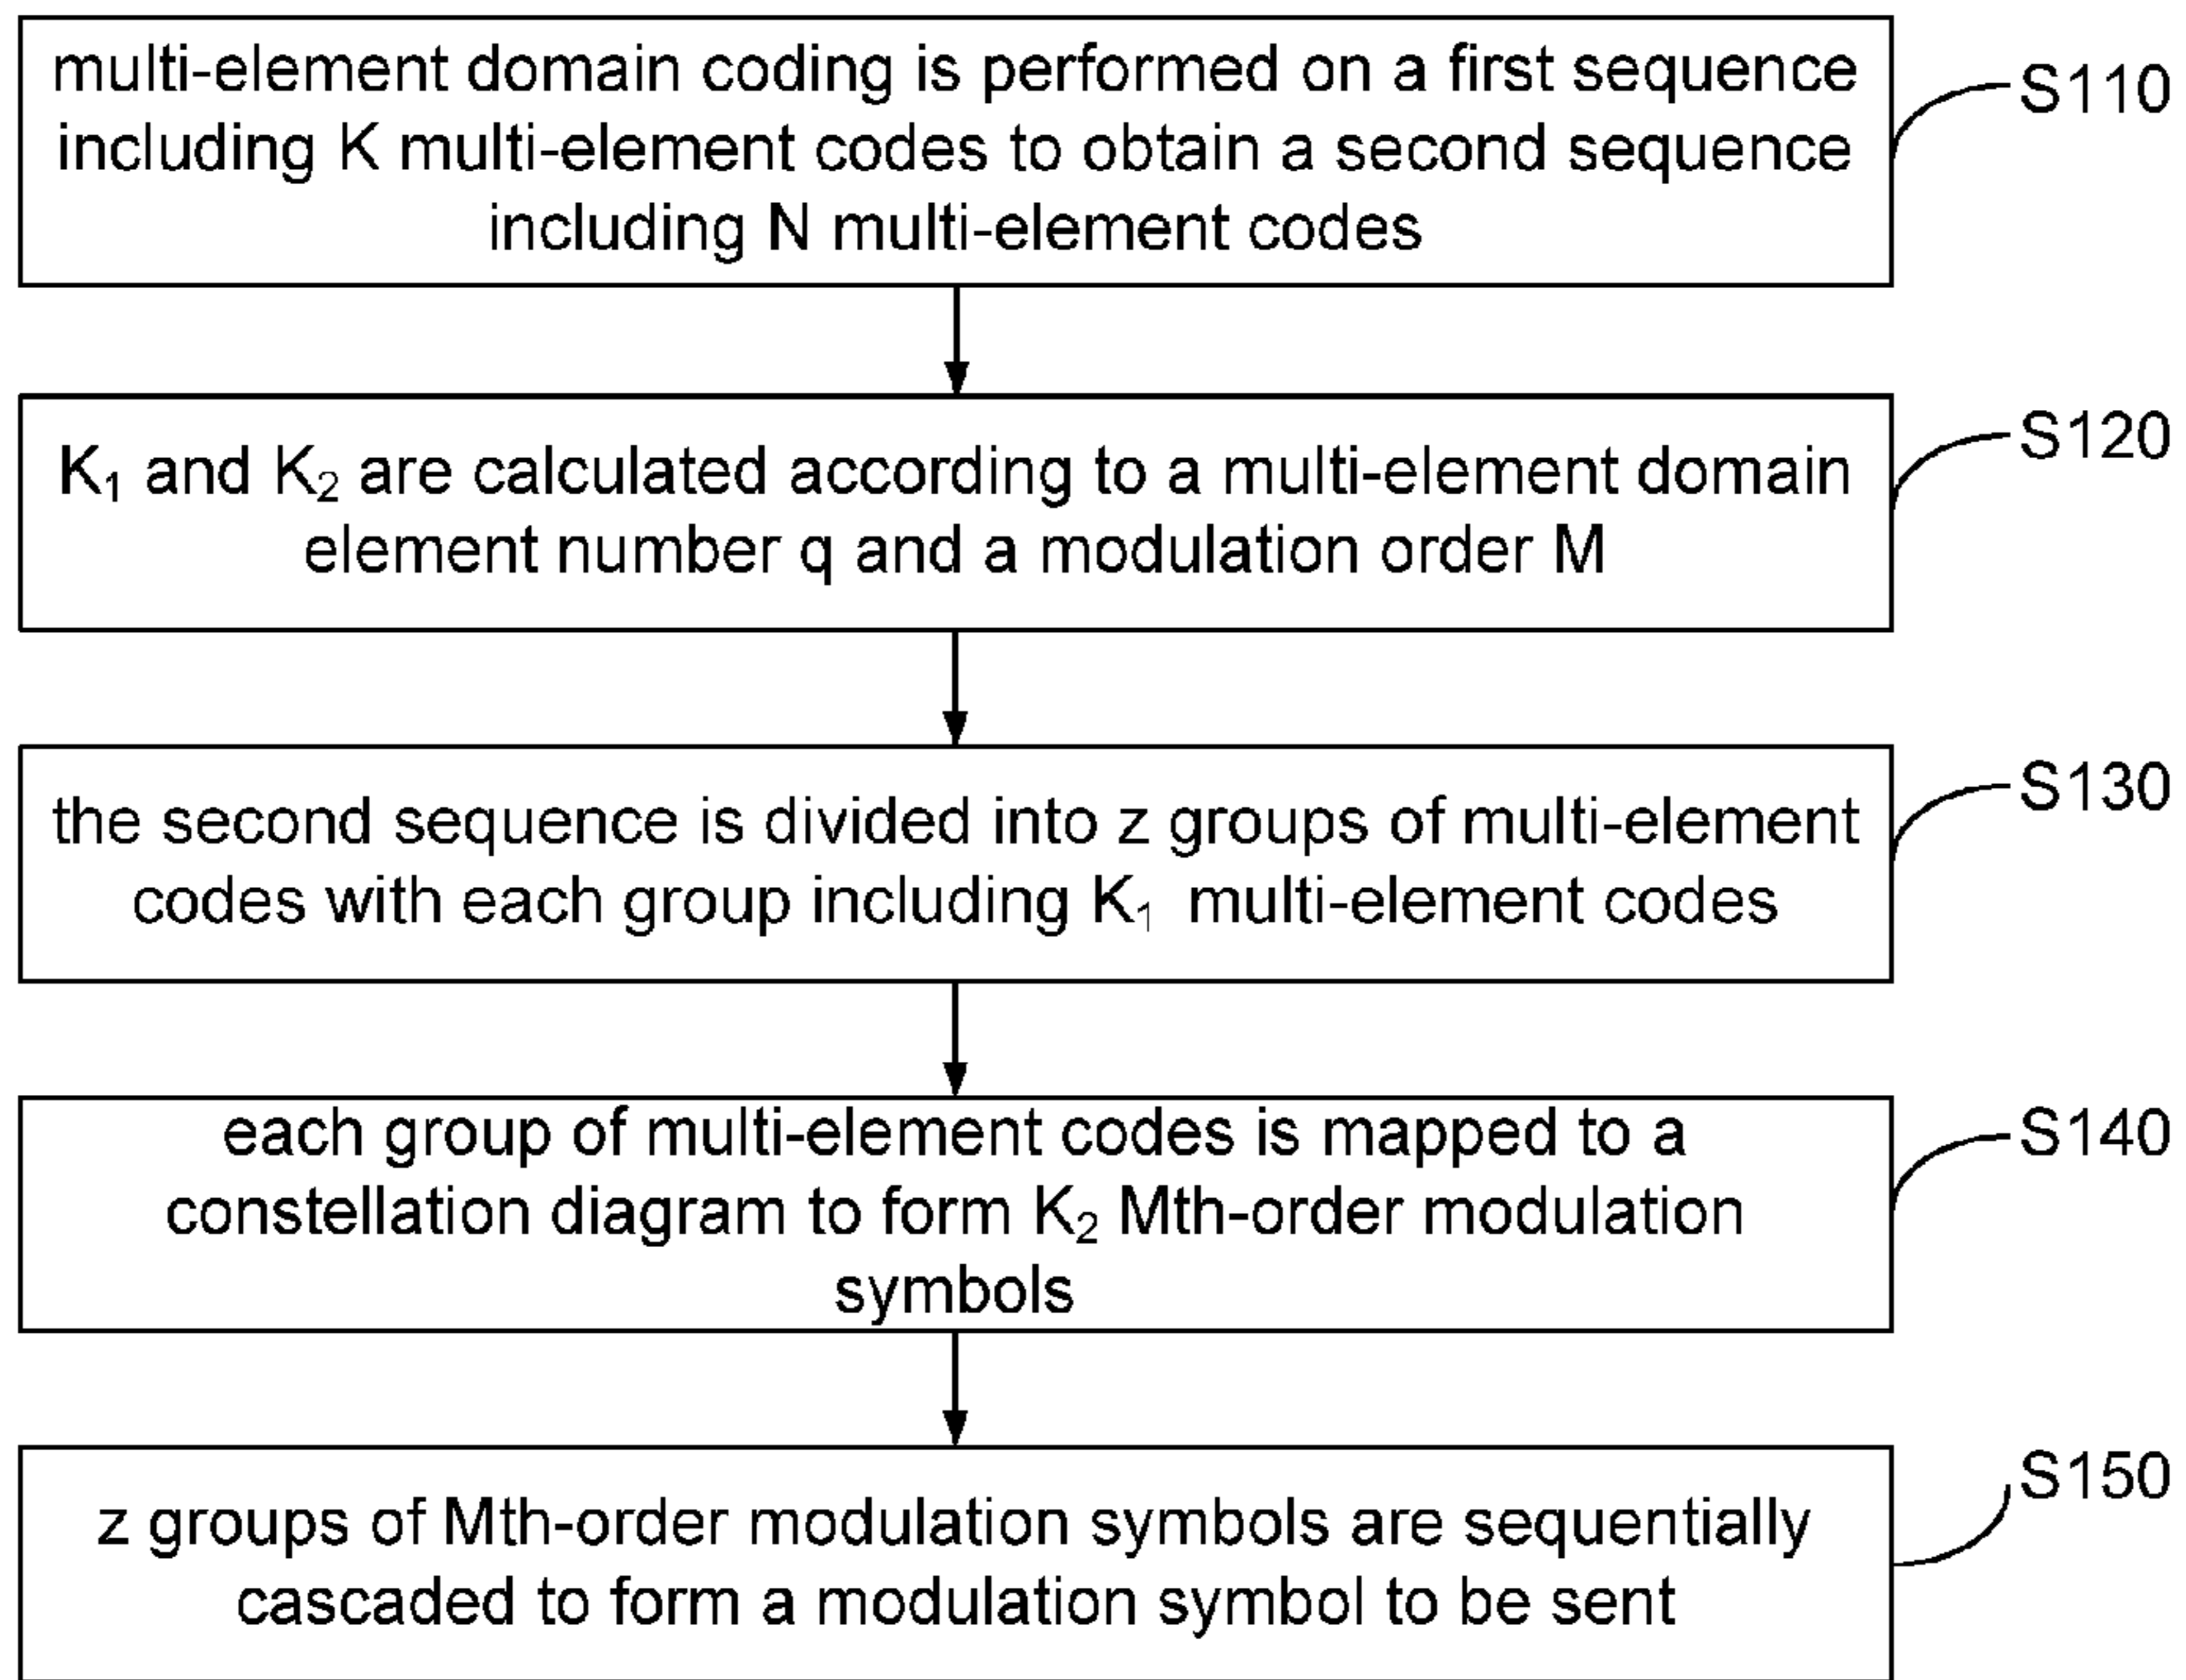 multi-element domain coding is performed on a first sequence
including K multi-element codes to obtain a second sequence
including N multi-element codes
S110
K₁ and K₂ are calculated according to a multi-element domain
element number q and a modulation order M
S120
the second sequence is divided into z groups of multi-element
codes with each group including K₁ multi-element codes
S130
each group of multi-element codes is mapped to a
constellation diagram to form K₂ Mth-order modulation
symbols
S140
z groups of Mth-order modulation symbols are sequentially
cascaded to form a modulation symbol to be sent
S150